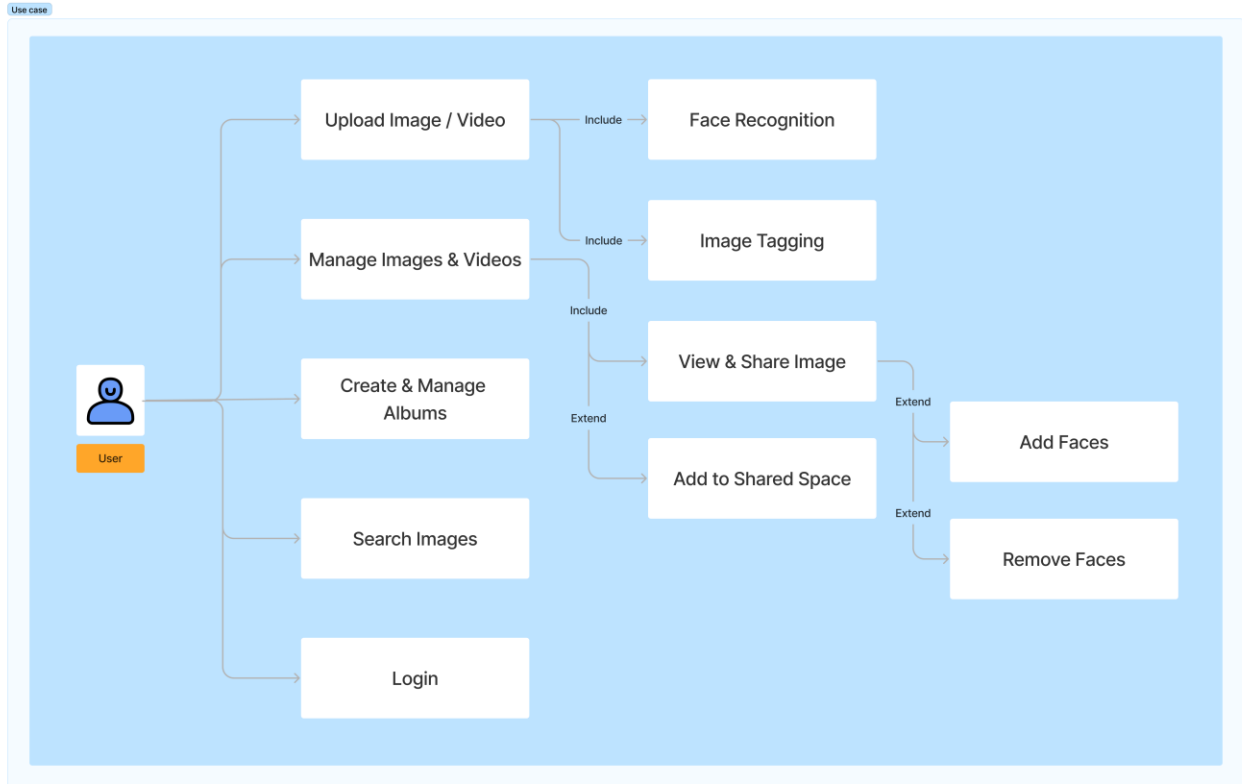 Use case
Upload Image / Video
Include
Face Recognition
Include
Image Tagging
Manage Images & Videos
Include
View & Share Image
Create & Manage
Albums
Extend
Add to Shared Space
Extend
Add Faces
Extend
Remove Faces
User
Search Images
Login